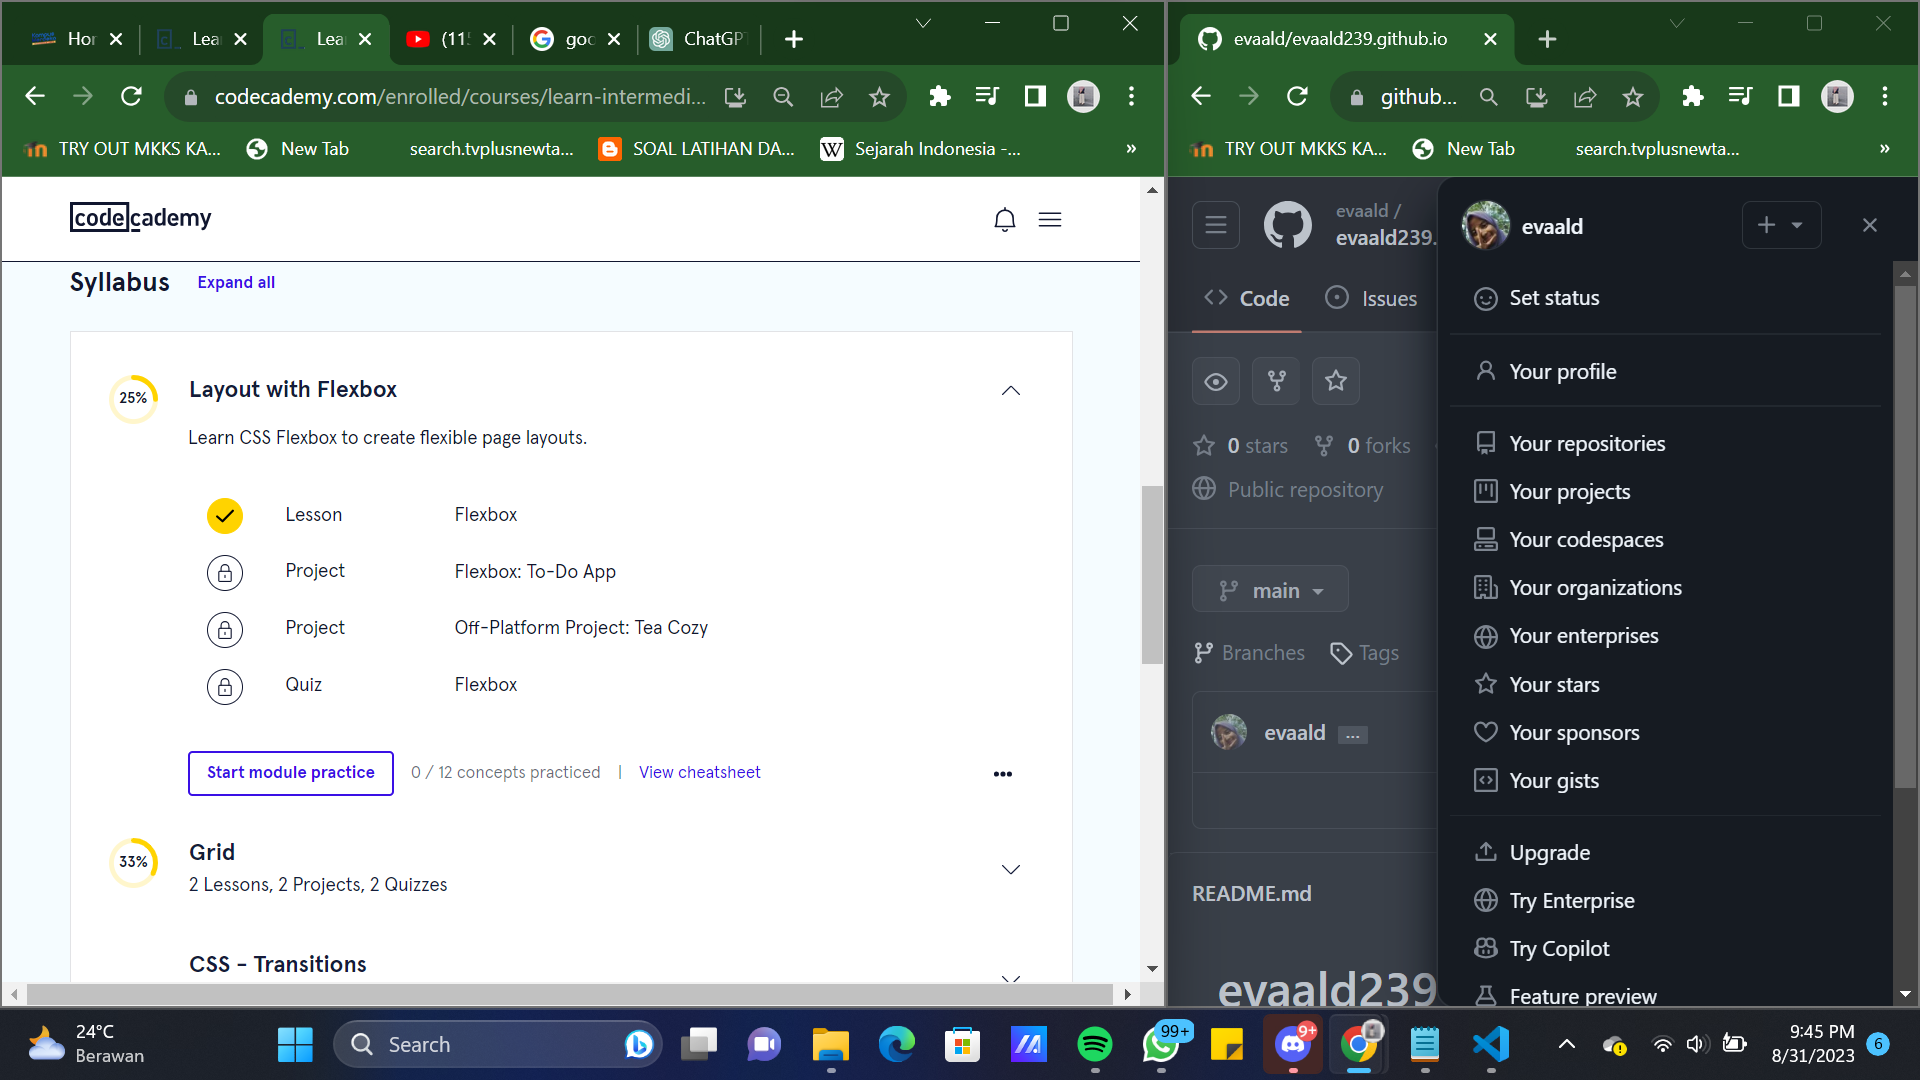 Hor
Lea
Lea
(115
goo
ChatGPT
codecademy.com/enrolled/courses/learn-intermedi...
TRY OUT MKKS KA...
New Tab
search.tvplusnewta...
SOAL LATIHAN DA...
Sejarah Indonesia -...
»
codecademy
Syllabus
Expand all
25%
Layout with Flexbox
Learn CSS Flexbox to create flexible page layouts.
Lesson
Flexbox
Project
Flexbox: To-Do App
Project
Off-Platform Project: Tea Cozy
Quiz
Flexbox
Start module practice
0 / 12 concepts practiced
|
View cheatsheet
33%
Grid
2 Lessons, 2 Projects, 2 Quizzes
CSS - Transitions
evaald/evaald239.github.io
github...
TRY OUT MKKS KA...
New Tab
search.tvplusnewta...
»
evaald /
evaald239.
Code
Issues
0 stars
0 forks
Public repository
main
Branches
Tags
evaald
...
README.md
evaald239
evaald
Set status
Your profile
Your repositories
Your projects
Your codespaces
Your organizations
Your enterprises
Your stars
Your sponsors
Your gists
Upgrade
Try Enterprise
Try Copilot
Feature preview
24°C
Berawan
Search
99+
9+
9:45 PM
8/31/2023
6